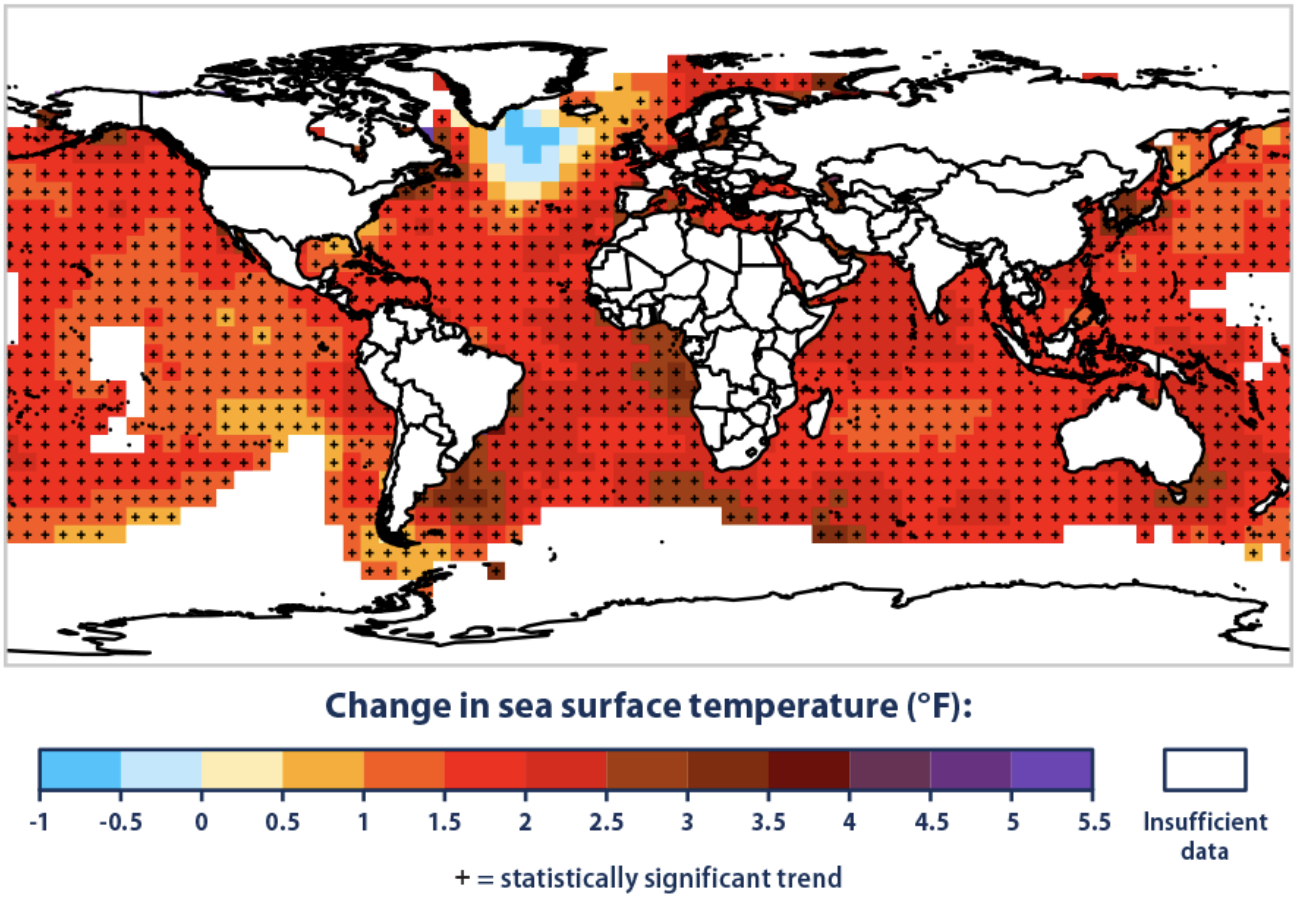 Change in sea surface temperature (°F):
-1 -0.5 0 0.5 1 1.5 2 2.5 3 3.5 4 4.5 5 5.5
Insufficient
data
+ = statistically significant trend